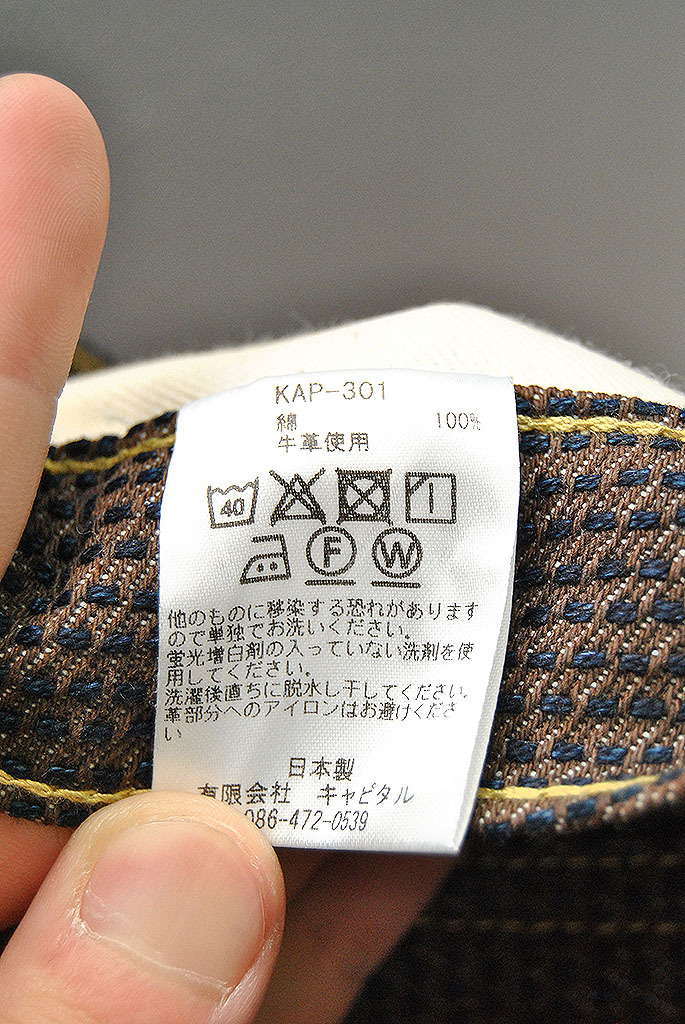 KAP-301
綿 100%
牛革使用
40
F W
他のものに移染する恐れがあります
ので単独でお洗いください。
蛍光増白剤の入っていない洗剤を使
用してください。
洗濯後直ちに脱水し干してください。
革部分へのアイロンはお避けくださ
い
日本製
有限会社 キャピタル
086-472-0539